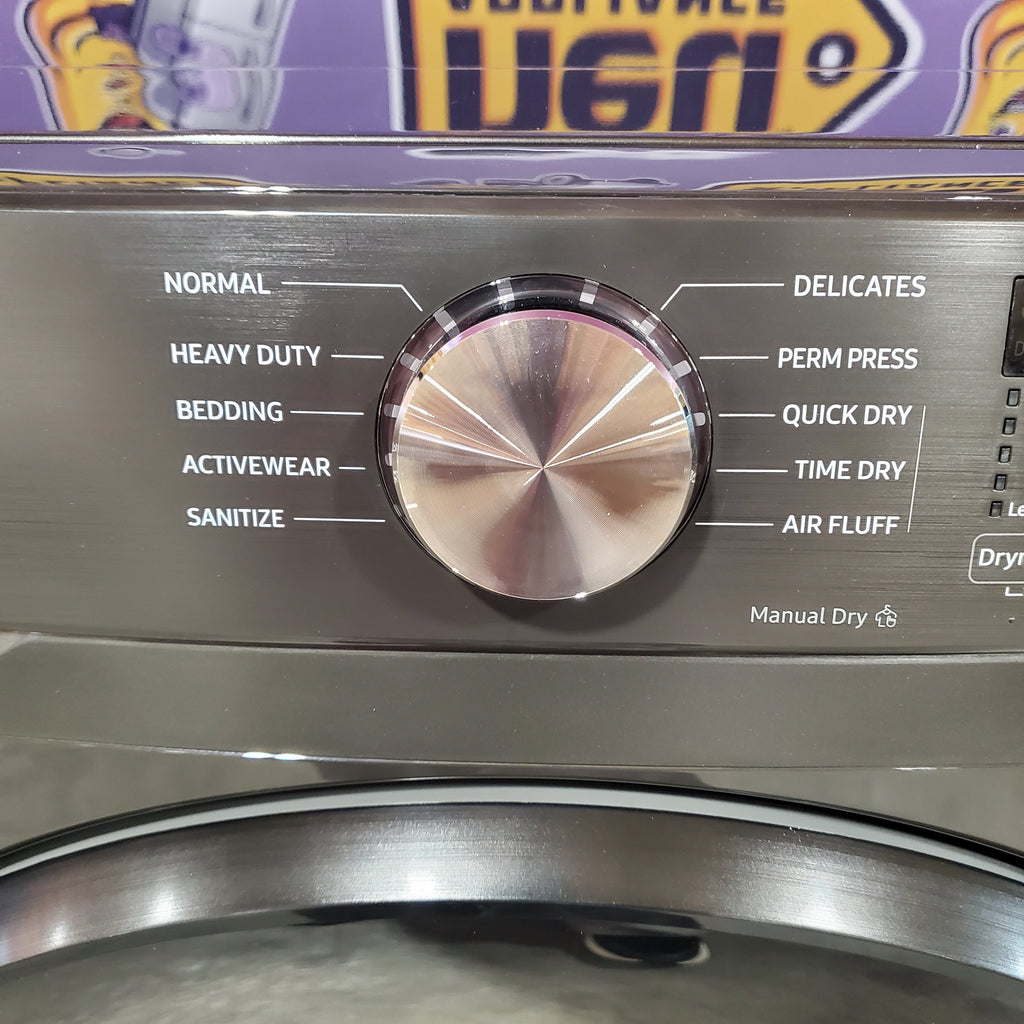 NORMAL
HEAVY DUTY
BEDDING
ACTIVEWEAR
SANITIZE
DELICATES
PERM PRESS
QUICK DRY
TIME DRY
AIR FLUFF
Manual Dry